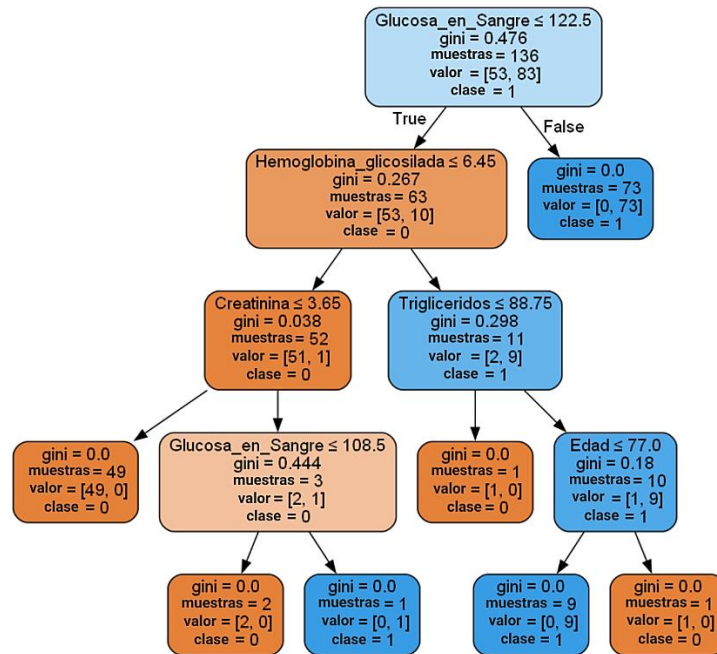 Glucosa_en_Sangre ≤ 122.5
gini = 0.476
muestras = 136
valor = [53, 83]
clase = 1
True
False
Hemoglobina_glicosilada ≤ 6.45
gini = 0.267
muestras = 63
valor = [53, 10]
clase = 0
gini = 0.0
muestras = 73
valor = [0, 73]
clase = 1
Creatinina ≤ 3.65
gini = 0.038
muestras = 52
valor = [51, 1]
clase = 0
Trigliceridos ≤ 88.75
gini = 0.298
muestras = 11
valor = [2, 9]
clase = 1
gini = 0.0
muestras = 49
valor = [49, 0]
clase = 0
Glucosa_en_Sangre ≤ 108.5
gini = 0.444
muestras = 3
valor = [2, 1]
clase = 0
gini = 0.0
muestras = 1
valor = [1, 0]
clase = 0
Edad ≤ 77.0
gini = 0.18
muestras = 10
valor = [1, 9]
clase = 1
gini = 0.0
muestras = 2
valor = [2, 0]
clase = 0
gini = 0.0
muestras = 1
valor = [0, 1]
clase = 1
gini = 0.0
muestras = 9
valor = [0, 9]
clase = 1
gini = 0.0
muestras = 1
valor = [1, 0]
clase = 0